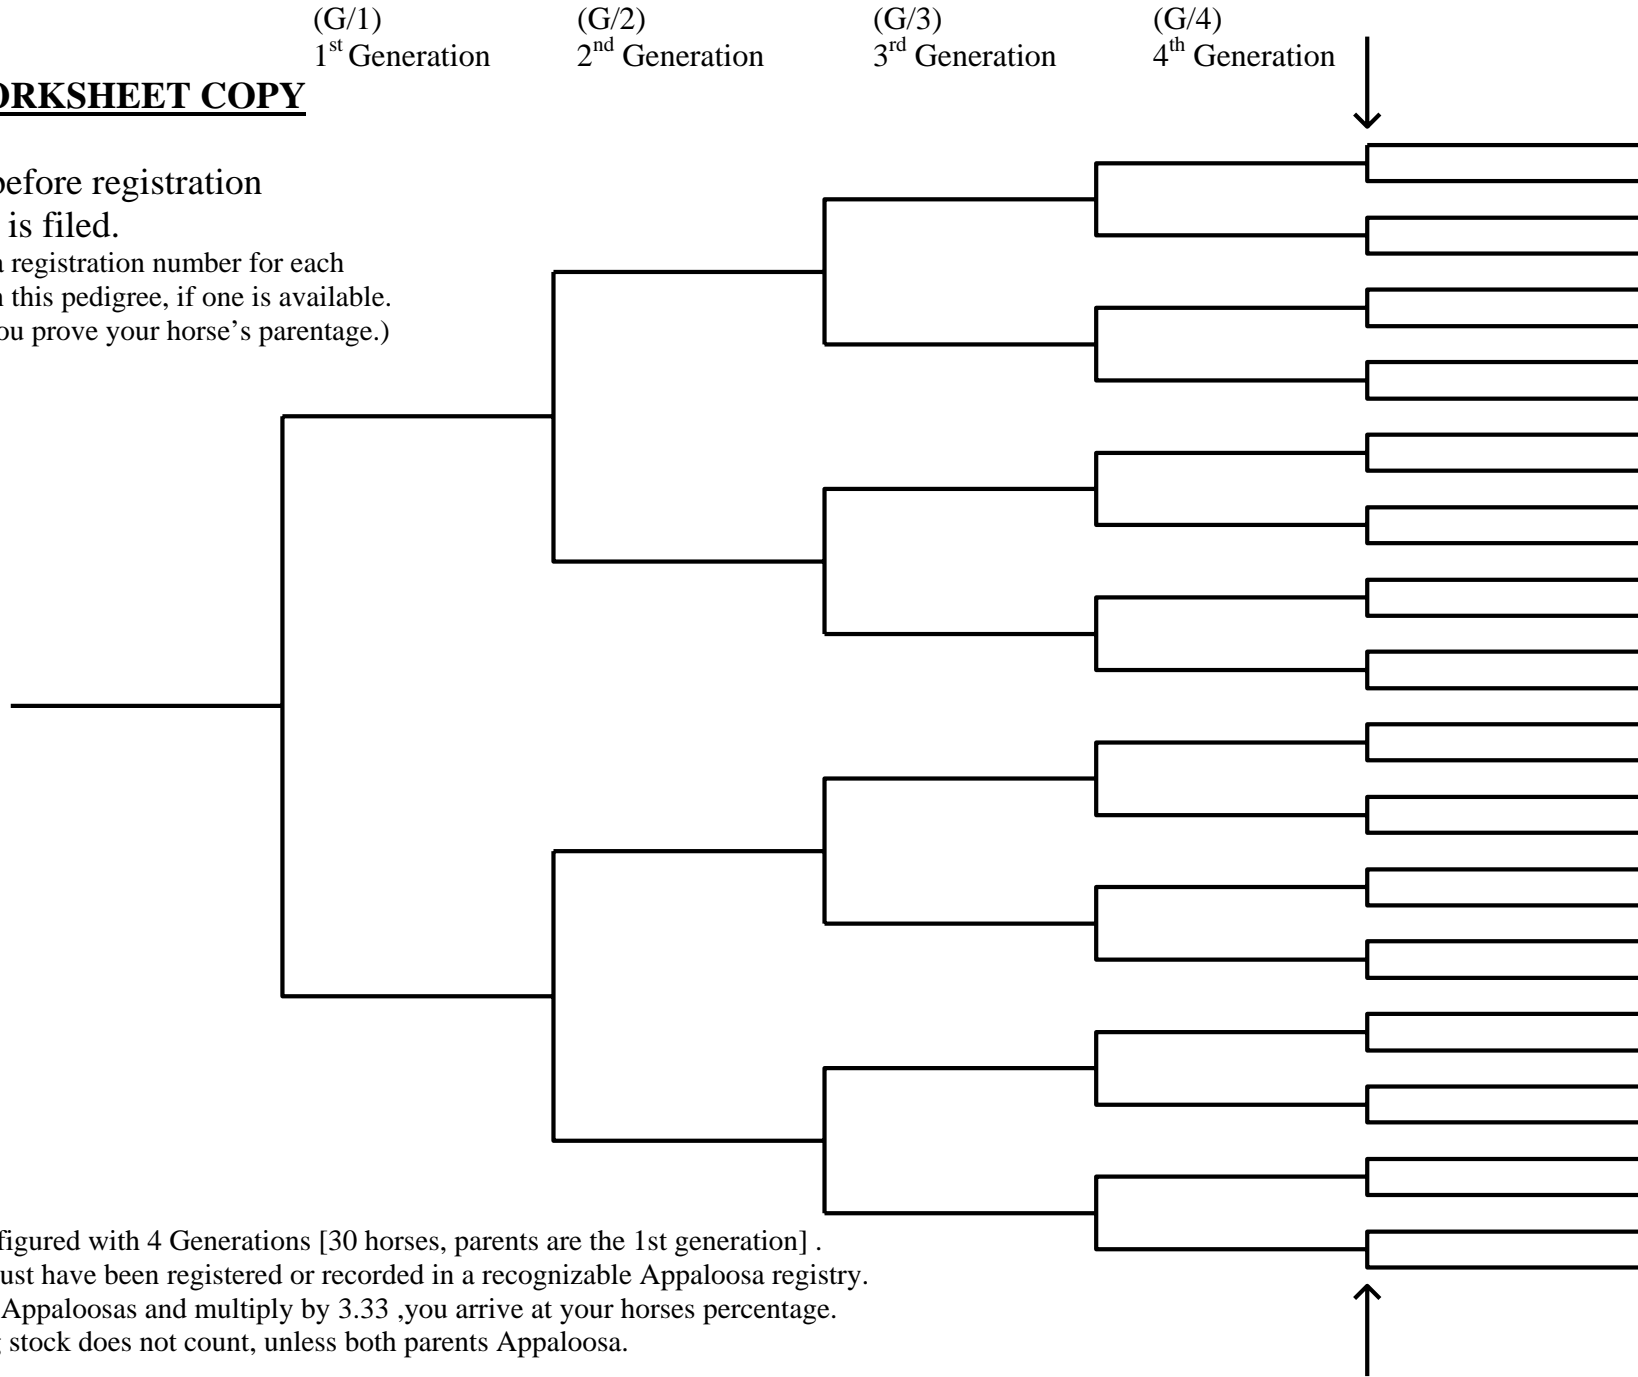 (G/1) (G/2) (G/3) (G/4)
1st Generation 2nd Generation 3rd Generation 4th Generation
ORKSHEET COPY
before registration
is filed.
a registration number for each
n this pedigree, if one is available.
ou prove your horse’s parentage.)
figured with 4 Generations [30 horses, parents are the 1st generation] .
ust have been registered or recorded in a recognizable Appaloosa registry.
Appaloosas and multiply by 3.33 ,you arrive at your horses percentage.
g stock does not count, unless both parents Appaloosa.